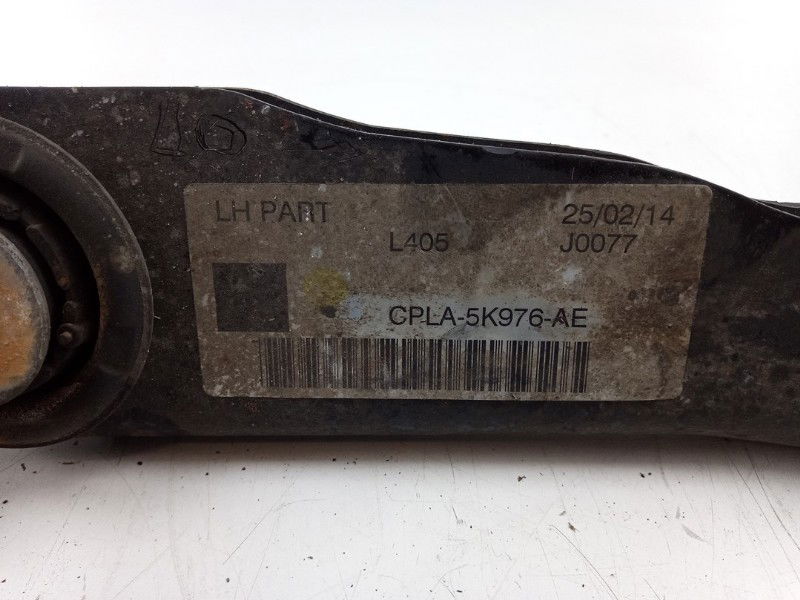 LH PART
25/02/14
L405
J0077
CPLA-5K976-AE